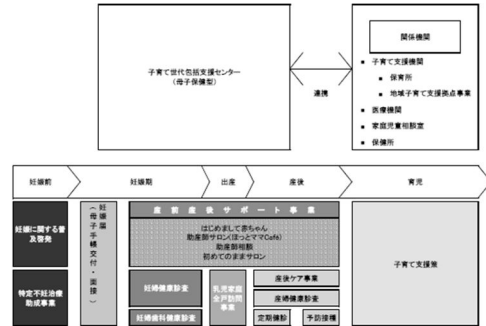 子育て世代包括支援センター
(母子保健型)
連携
関係機関
■ 子育て支援機関
■ 保育所
■ 地域子育て支援拠点事業
■ 医療機関
■ 家庭児童相談室
■ 保健所
妊娠前
妊娠期
出産
産後
育児
妊娠に関する普及啓発
特定不妊治療助成事業
妊娠届
(母子手帳交付・面接)
産前産後サポート事業
はじめまして赤ちゃん
助産師サロン(ほっとママCafé)
助産師相談
初めてのままサロン
妊婦健康診査
妊婦歯科健康診査
乳児家庭全戸訪問事業
産後ケア事業
産婦健康診査
定期健診
予防接種
子育て支援策